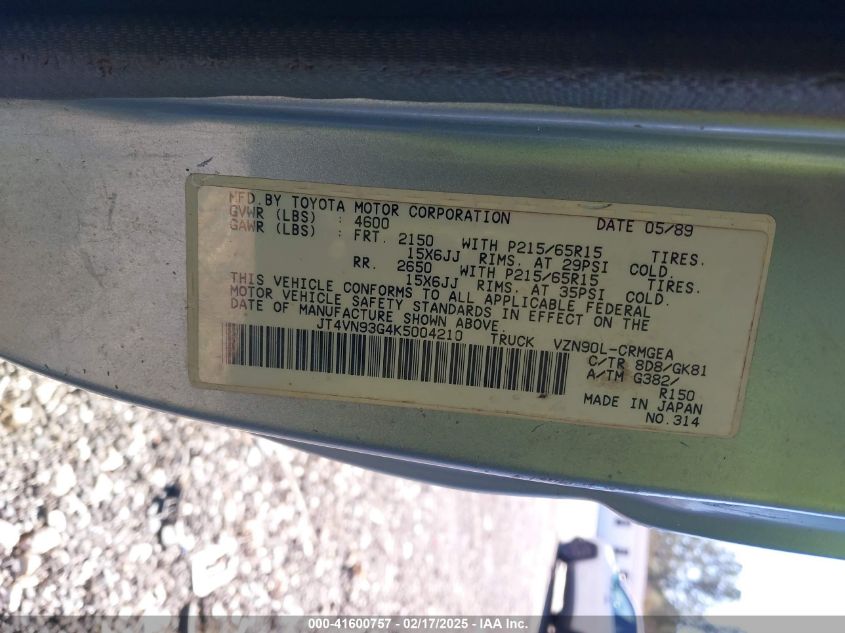 MFD.BY TOYOTA MOTOR CORPORATION DATE 05/89
GVWR (LBS) : 4600
GAWR (LBS) : FRT. 2150 WITH P215/65R15 TIRES.
15X6JJ RIMS. AT 29PSI COLD.
RR. 2650 WITH P215/65R15 TIRES.
15X6JJ RIMS. AT 35PSI COLD.
THIS VEHICLE CONFORMS TO ALL APPLICABLE FEDERAL
MOTOR VEHICLE SAFETY STANDARDS IN EFFECT ON THE
DATE OF MANUFACTURE SHOWN ABOVE.
JT4VN93G4K5004210 TRUCK VZN90L-CRMGEA
C/TR 8D8/GK81
A/TM G382/
R150
MADE IN JAPAN
NO.314
000-41600757 - 02/17/2025 - IAA Inc.